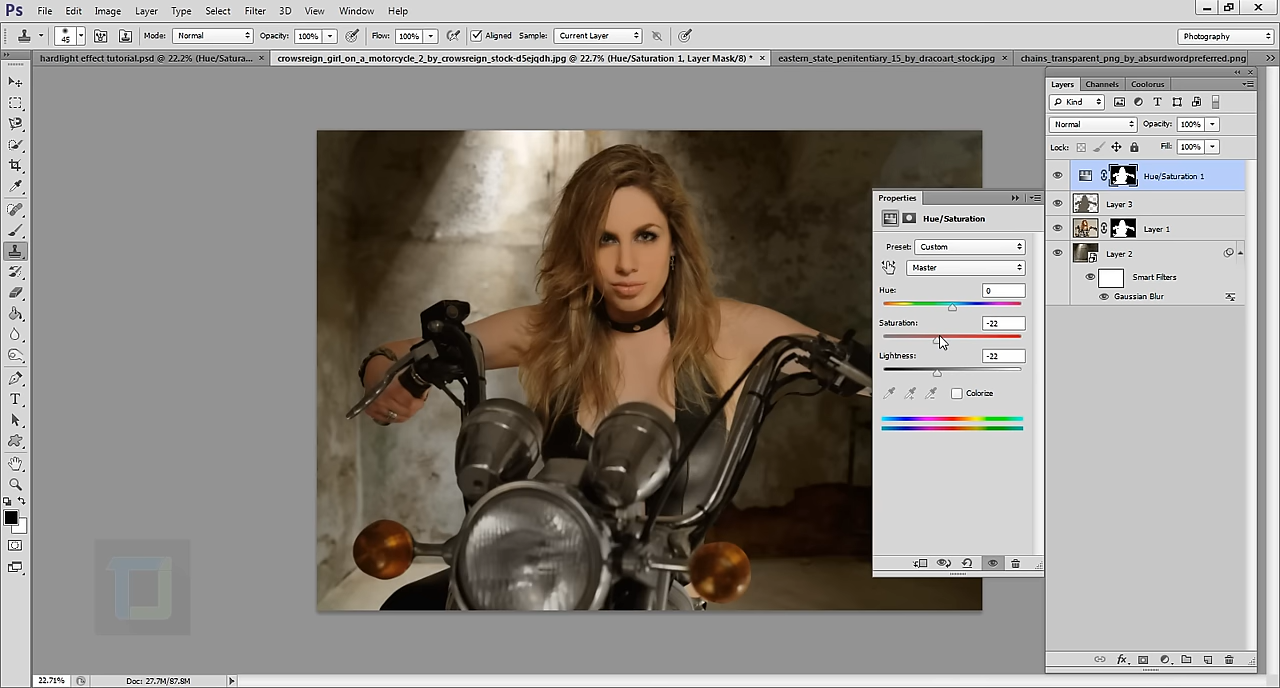 Ps File Edit Image Layer Type Select Filter 3D View Window Help
45 Mode: Normal Opacity: 100% Flow: 100% Aligned Sample: Current Layer Photography
hardlight effect tutorial.psd @ 22.2% (Hue/Satura... × crowsreign_girl_on_a_motorcycle_2_by_crowsreign_stock-d5ejqdh.jpg @ 22.7% (Hue/Saturation 1, Layer Mask/8) * × eastern_state_penitentiary_15_by_dracoart_stock.jpg × chains_transparent_png_by_absurdwordpreferred.png
Layers Channels Coolorus
Kind
Normal Opacity: 100%
Lock: Fill: 100%
Hue/Saturation 1
Layer 3
Layer 1
Layer 2
Smart Filters
Gaussian Blur
Properties
Hue/Saturation
Preset: Custom
Master
Hue: 0
Saturation: -22
Lightness: -22
Colorize
22.71% Doc: 27.7M/87.8M